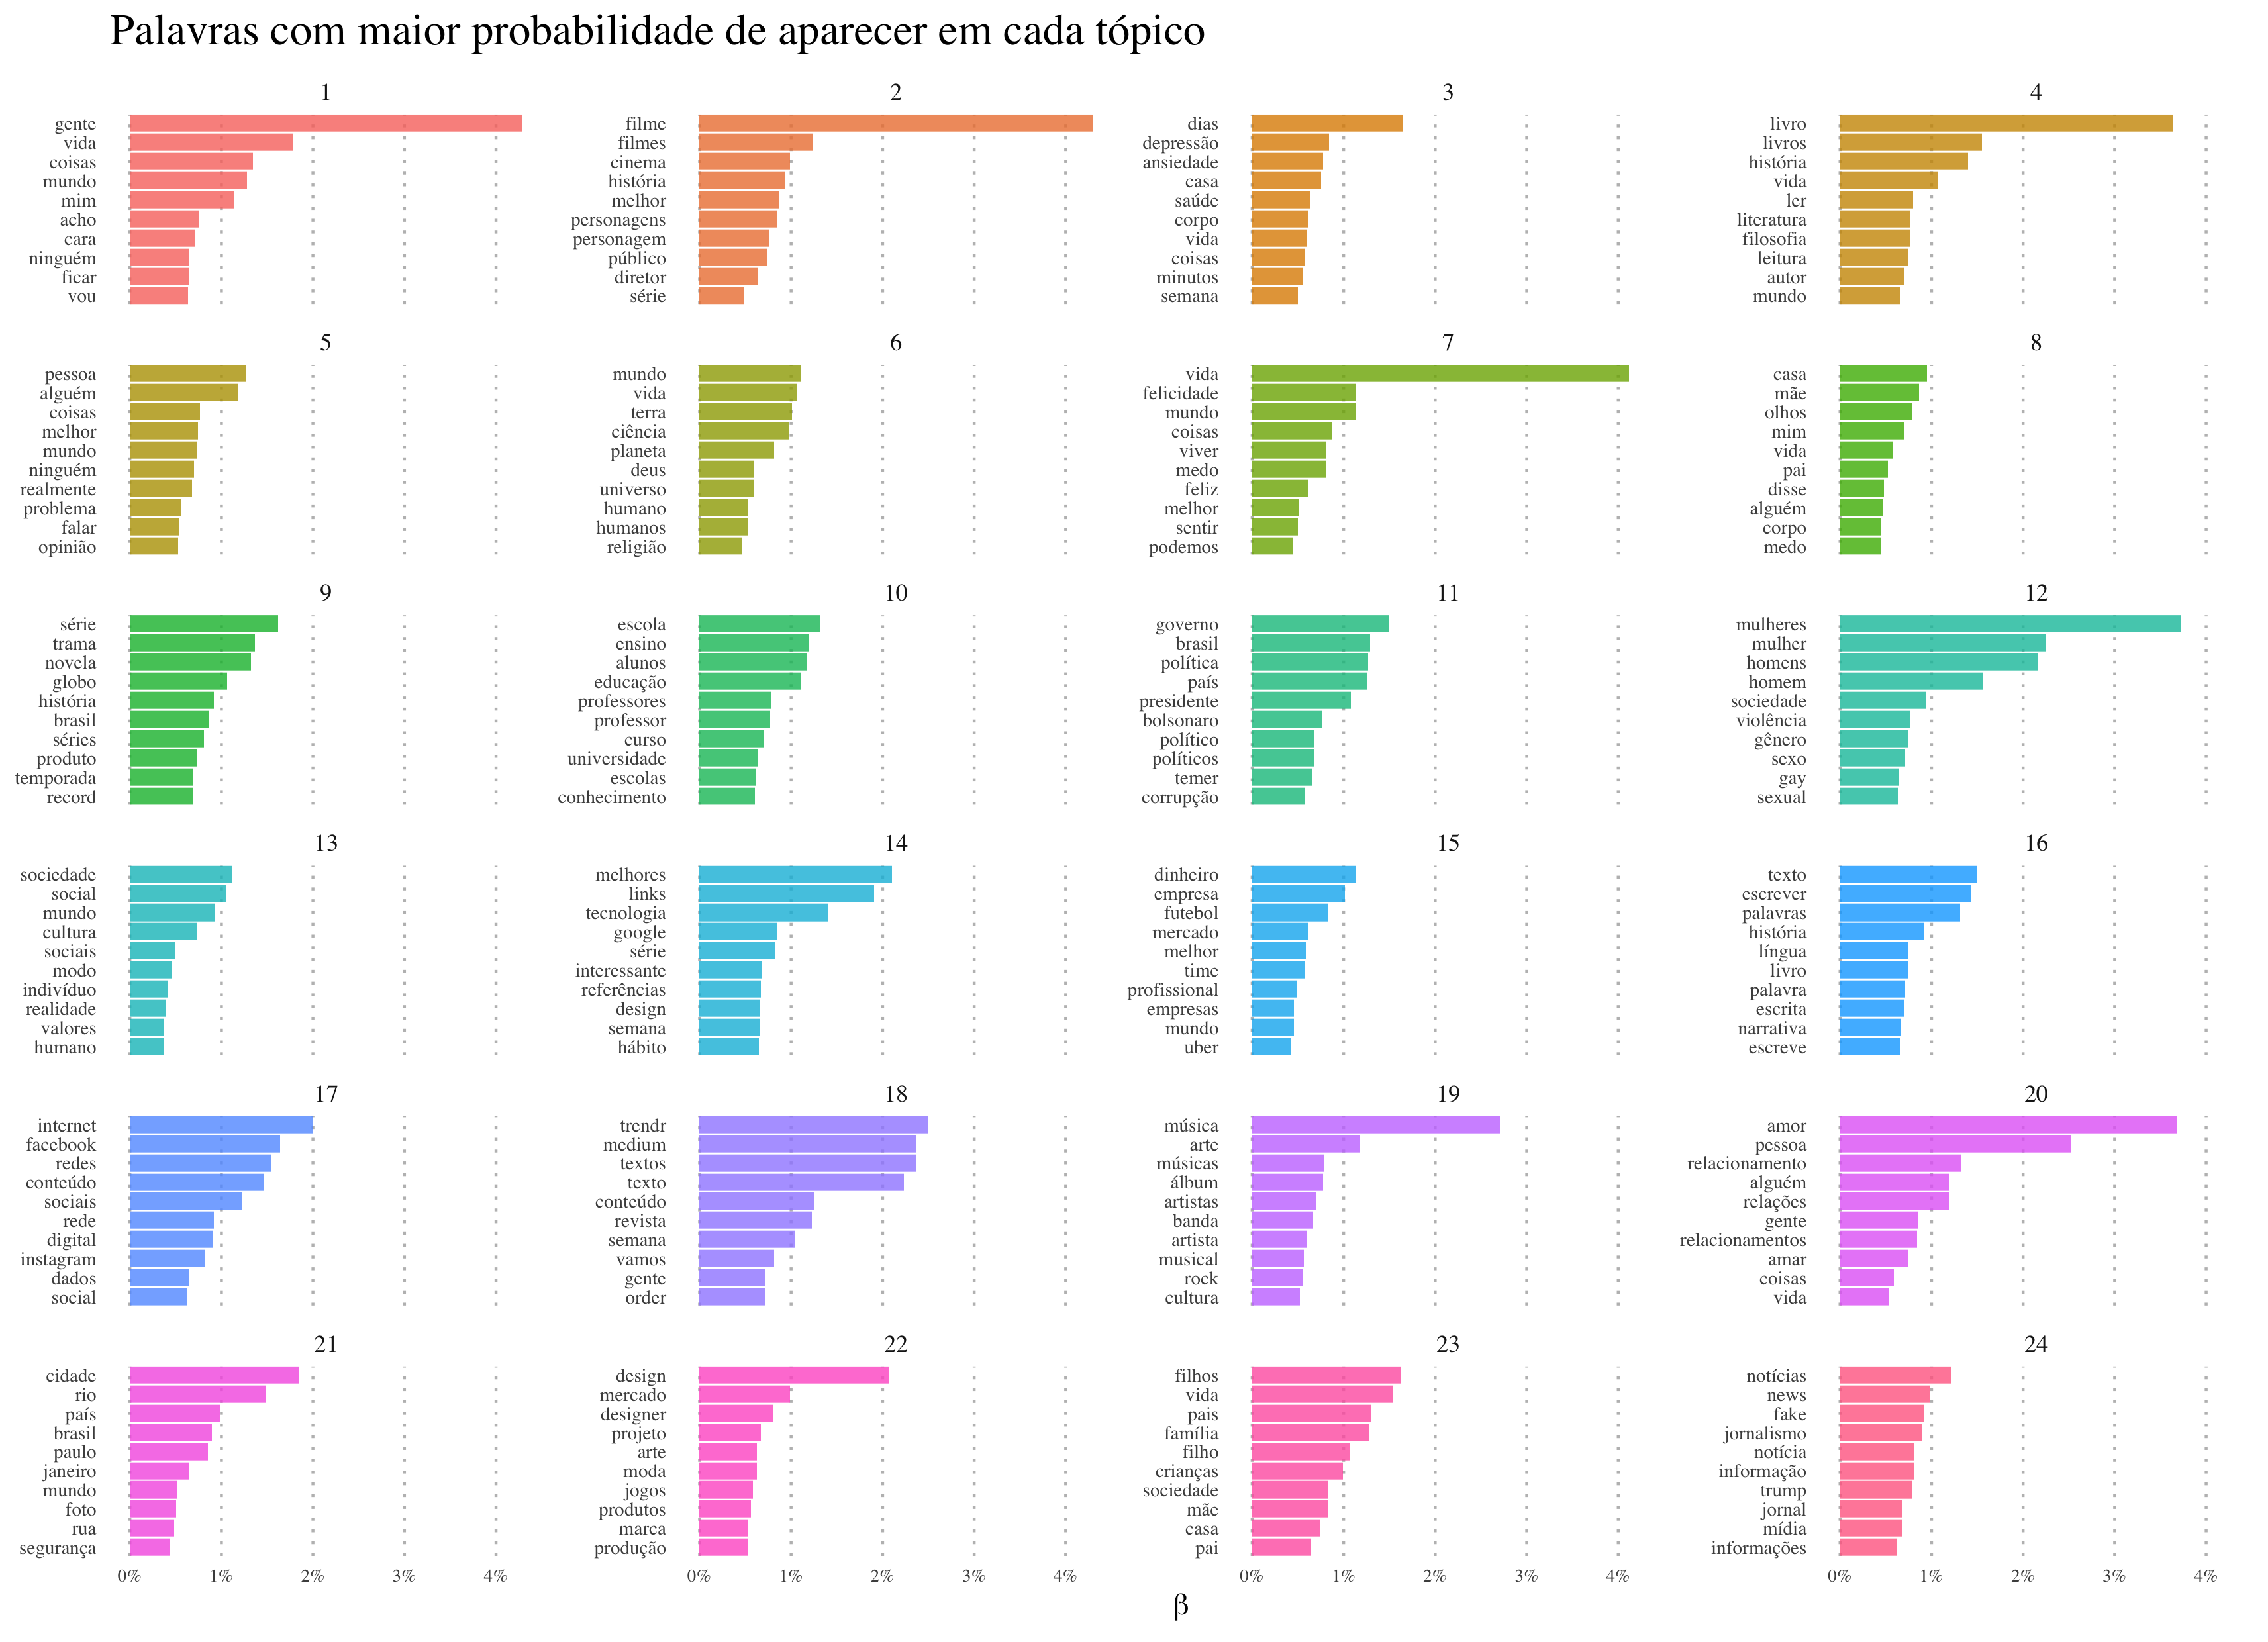 Palavras com maior probabilidade de aparecer em cada tópico
1
gente
vida
coisas
mundo
mim
acho
cara
ninguém
ficar
vou
2
filme
filmes
cinema
história
melhor
personagens
personagem
público
diretor
série
3
dias
depressão
ansiedade
casa
saúde
corpo
vida
coisas
minutos
semana
4
livro
livros
história
vida
ler
literatura
filosofia
leitura
autor
mundo
5
pessoa
alguém
coisas
melhor
mundo
ninguém
realmente
problema
falar
opinião
6
mundo
vida
terra
ciência
planeta
deus
universo
humano
humanos
religião
7
vida
felicidade
mundo
coisas
viver
medo
feliz
melhor
sentir
podemos
8
casa
mãe
olhos
mim
vida
pai
disse
alguém
corpo
medo
9
série
trama
novela
globo
história
brasil
séries
produto
temporada
record
10
escola
ensino
alunos
educação
professores
professor
curso
universidade
escolas
conhecimento
11
governo
brasil
política
país
presidente
bolsonaro
político
políticos
temer
corrupção
12
mulheres
mulher
homens
homem
sociedade
violência
gênero
sexo
gay
sexual
13
sociedade
social
mundo
cultura
sociais
modo
indivíduo
realidade
valores
humano
14
melhores
links
tecnologia
google
série
interessante
referências
design
semana
hábito
15
dinheiro
empresa
futebol
mercado
melhor
time
profissional
empresas
mundo
uber
16
texto
escrever
palavras
história
língua
livro
palavra
escrita
narrativa
escreve
17
internet
facebook
redes
conteúdo
sociais
rede
digital
instagram
dados
social
18
trendr
medium
textos
texto
conteúdo
revista
semana
vamos
gente
order
19
música
arte
músicas
álbum
artistas
banda
artista
musical
rock
cultura
20
amor
pessoa
relacionamento
alguém
relações
gente
relacionamentos
amar
coisas
vida
21
cidade
rio
país
brasil
paulo
janeiro
mundo
foto
rua
segurança
22
design
mercado
designer
projeto
arte
moda
jogos
produtos
marca
produção
23
filhos
vida
pais
família
filho
crianças
sociedade
mãe
casa
pai
24
notícias
news
fake
jornalismo
notícia
informação
trump
jornal
mídia
informações
0% 1% 2% 3% 4%
0% 1% 2% 3% 4%
0% 1% 2% 3% 4%
0% 1% 2% 3% 4%
β